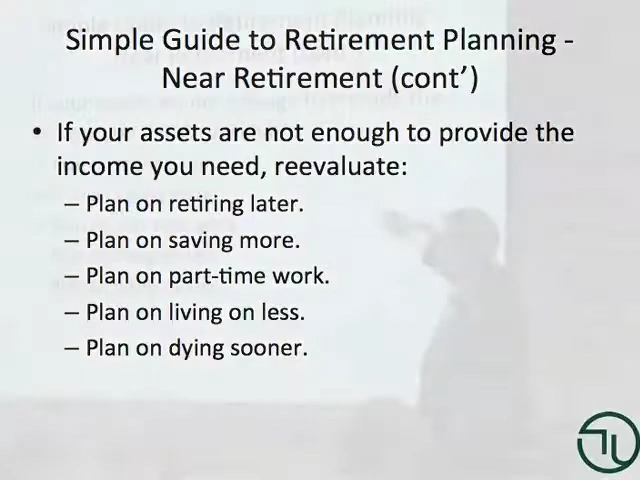 Simple Guide to Retirement Planning -
Near Retirement (cont’)
• If your assets are not enough to provide the
income you need, reevaluate:
– Plan on retiring later.
– Plan on saving more.
– Plan on part-time work.
– Plan on living on less.
– Plan on dying sooner.